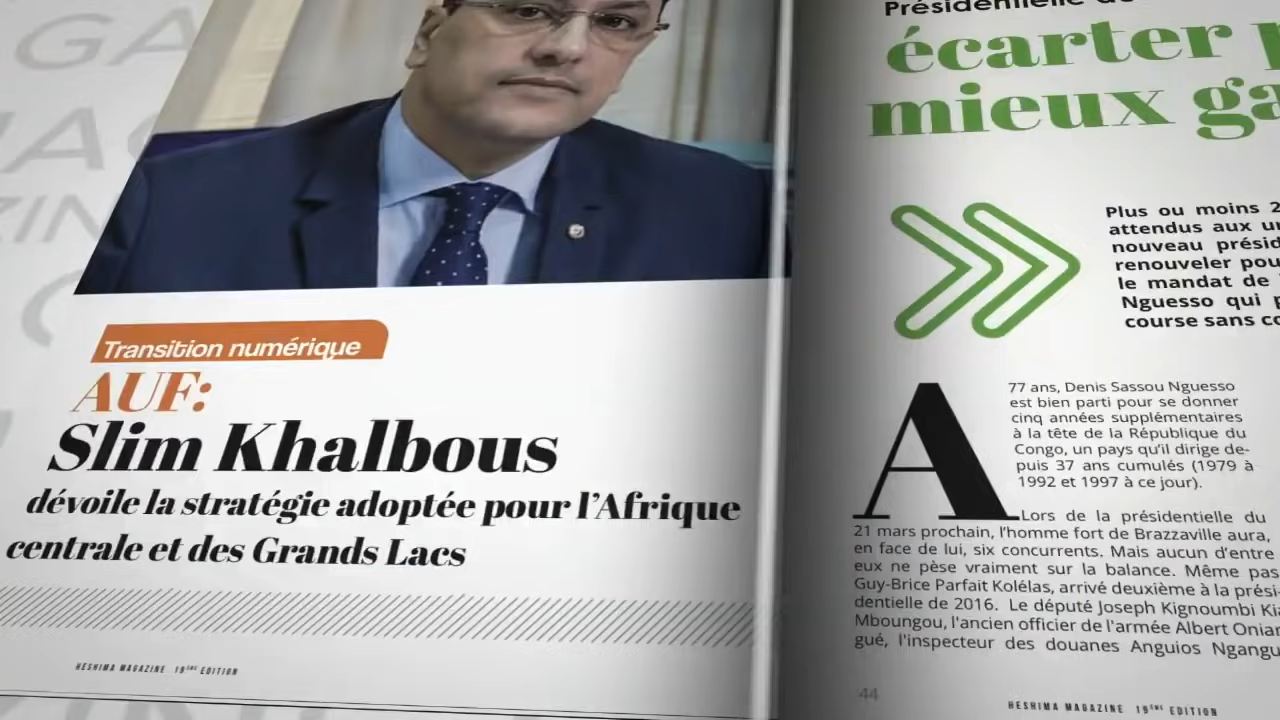 GA
ZIN
Transition numérique
AUF:
Slim Khalbous
dévoile la stratégie adoptée pour l'Afrique
centrale et des Grands Lacs
HESHIMA MAGAZINE 19ÈME EDITION
Présidentielle
écarter
mieux
Plus ou moins 2
attendus aux
nouveau
renouveler
le mandat de
Nguesso qui
course sans
A
77 ans, Denis Sassou Nguesso
est bien parti pour se donner
cinq années supplémentaires
à la tête de la République du
Congo, un pays qu'il dirige de-
puis 37 ans cumulés (1979 à
1992 et 1997 à ce jour).
Lors de la présidentielle du
21 mars prochain, l'homme fort de Brazzaville aura,
en face de lui, six concurrents. Mais aucun d'entre
eux ne pèse vraiment sur la balance. Même pas
Guy-Brice Parfait Kolélas, arrivé deuxième à la prési-
dentielle de 2016. Le député Joseph Kignoumbi Kia
Mboungou, l'ancien officier de l'armée Albert Onian
gué, l'inspecteur des douanes Anguios Ngangu
44
HESHIMA MAGAZINE 19ÈME EDITION